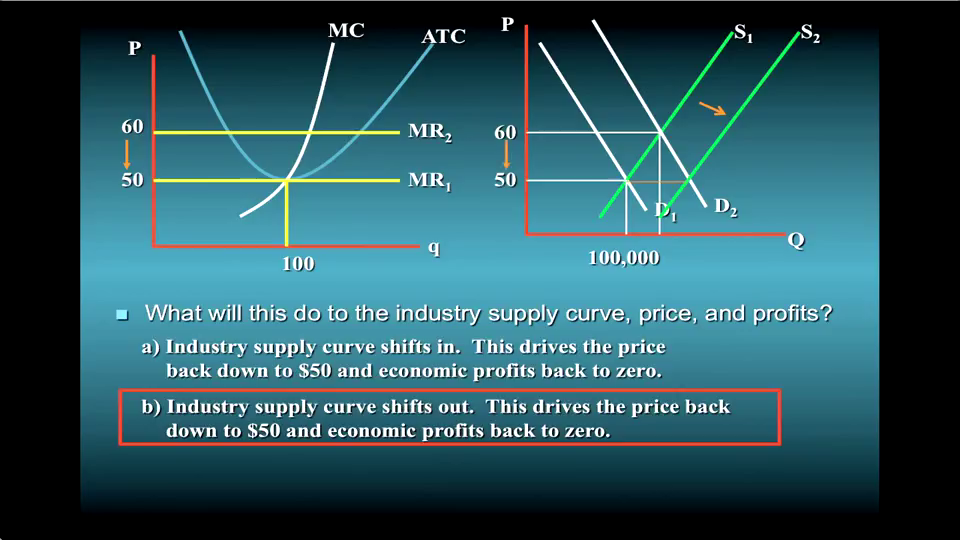 P
MC
ATC
60
MR2
50
MR1
q
100
P
S1
S2
60
50
D1
D2
Q
100,000
What will this do to the industry supply curve, price, and profits?
a) Industry supply curve shifts in. This drives the price
back down to $50 and economic profits back to zero.
b) Industry supply curve shifts out. This drives the price back
down to $50 and economic profits back to zero.